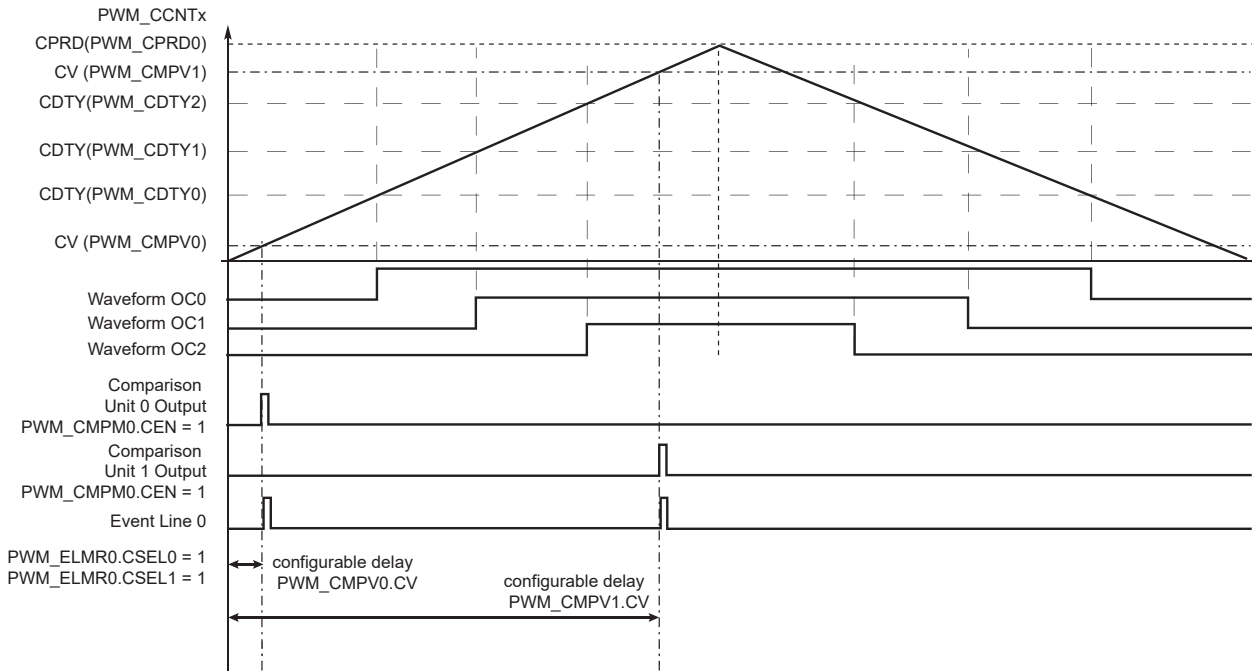 PWM_CCNTx
CPRD(PWM_CPRD0)
CV (PWM_CMPV1)
CDTY(PWM_CDTY2)
CDTY(PWM_CDTY1)
CDTY(PWM_CDTY0)
CV (PWM_CMPV0)
Waveform OC0
Waveform OC1
Waveform OC2
Comparison
Unit 0 Output
PWM_CMPM0.CEN = 1
Comparison
Unit 1 Output
PWM_CMPM0.CEN = 1
Event Line 0
PWM_ELMR0.CSEL0 = 1
PWM_ELMR0.CSEL1 = 1
configurable delay
PWM_CMPV0.CV
configurable delay
PWM_CMPV1.CV